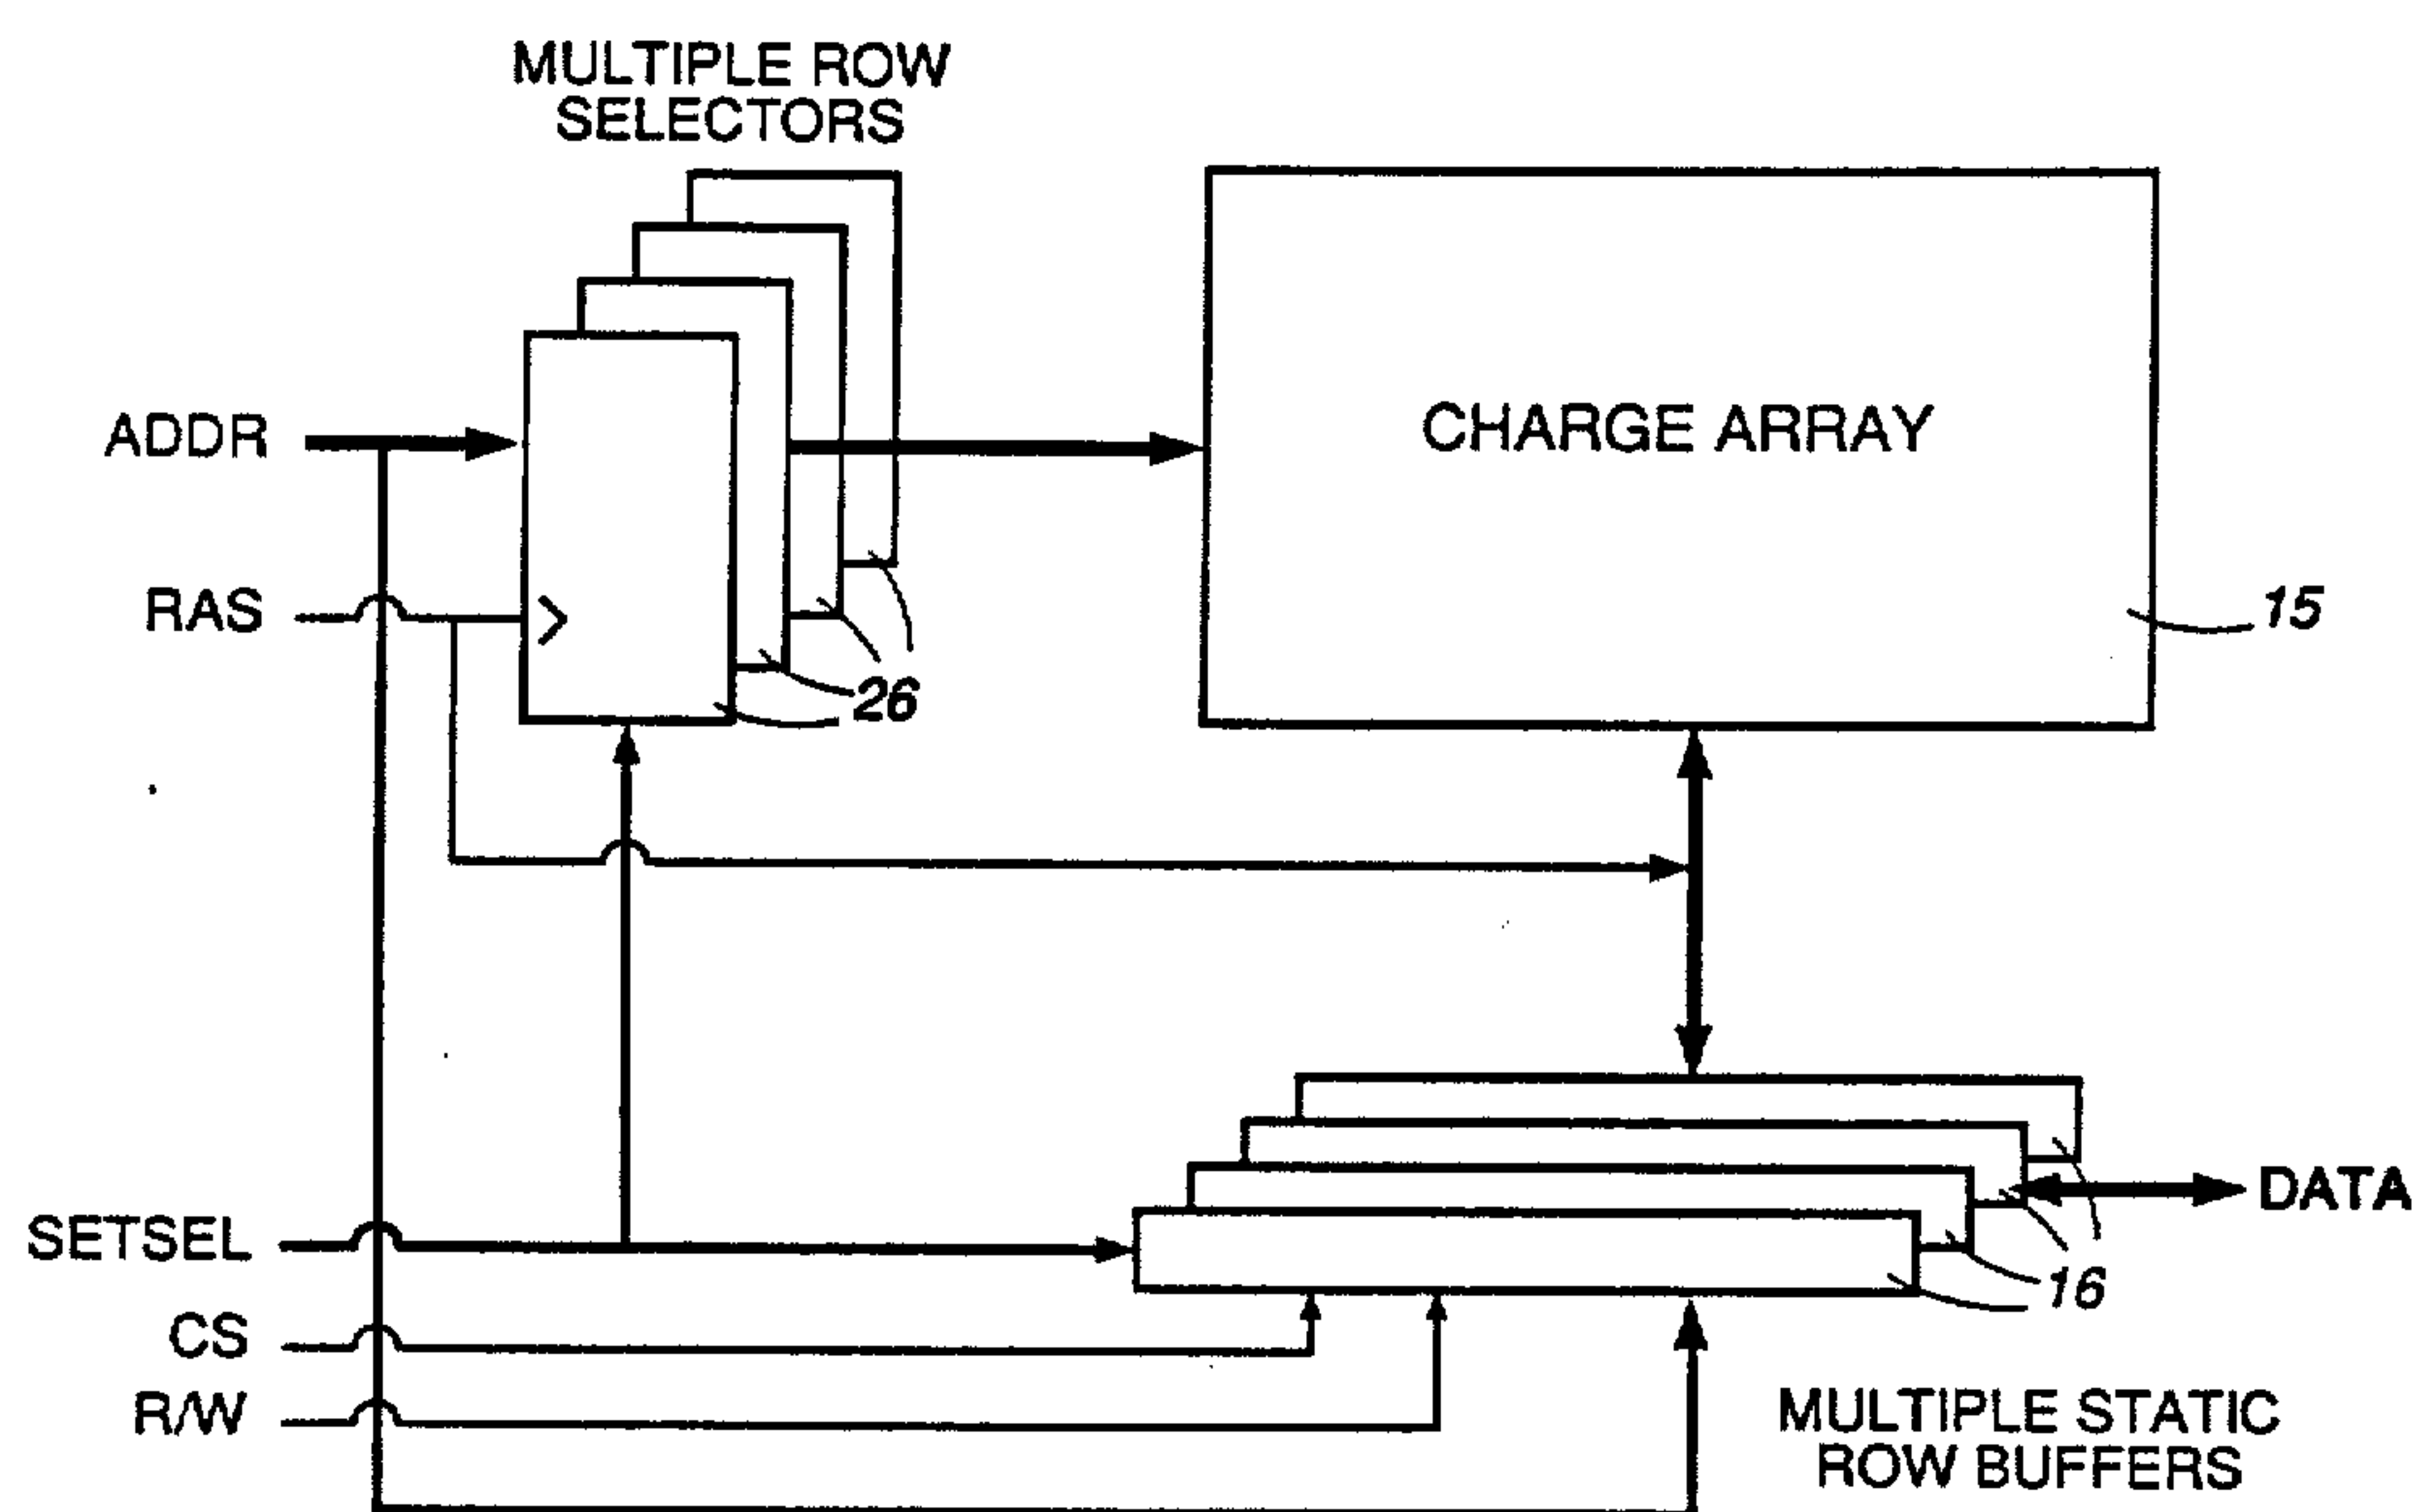 MULTIPLE ROW
SELECTORS
ADDR
CHARGE ARRAY
RAS
15
26
SETSEL
DATA
16
CS
R/W
MULTIPLE STATIC
ROW BUFFERS